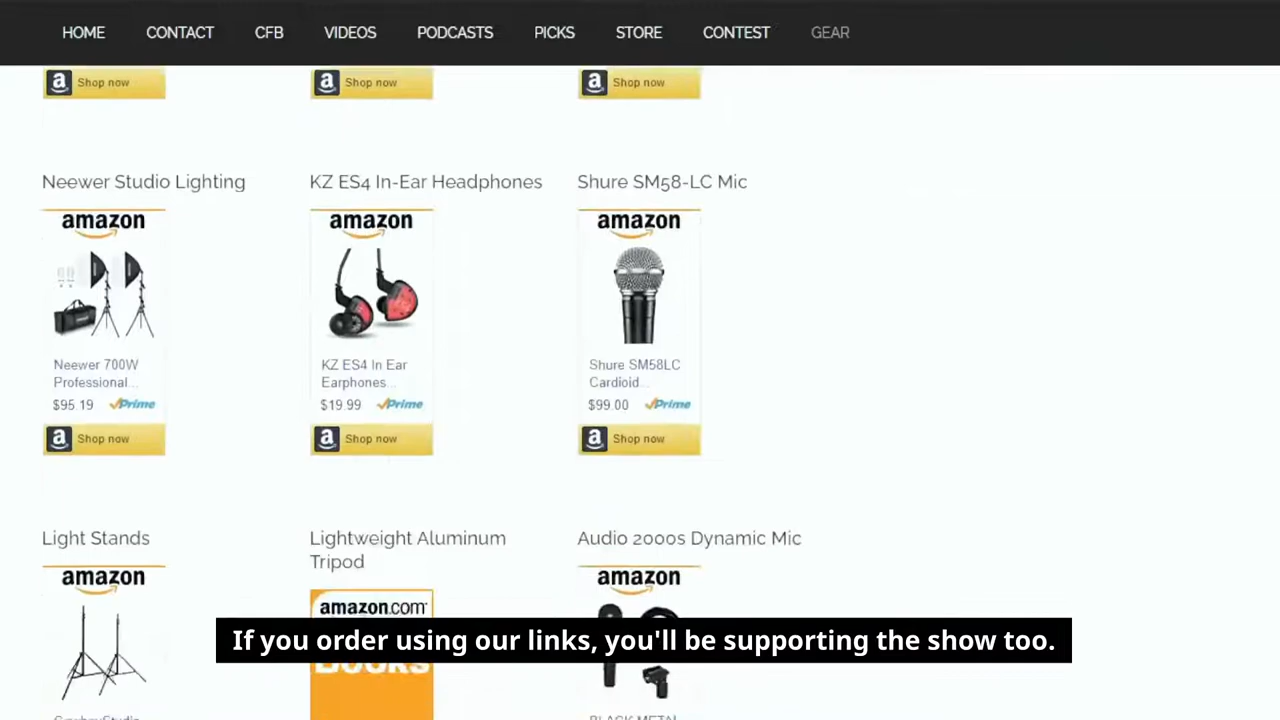 HOME CONTACT CFB VIDEOS PODCASTS PICKS STORE CONTEST GEAR
a Shop now a Shop now a Shop now
Neewer Studio Lighting KZ ES4 In-Ear Headphones Shure SM58-LC Mic
amazon amazon amazon
Neewer 700W KZ ES4 In Ear Shure SM58LC
Professional... Earphones... Cardioid...
$95.19 Prime $19.99 Prime $99.00 Prime
a Shop now a Shop now a Shop now
Light Stands Lightweight Aluminum Audio 2000s Dynamic Mic
Tripod
amazon amazon.com amazon
If you order using our links, you'll be supporting the show too.
BLACK METAL